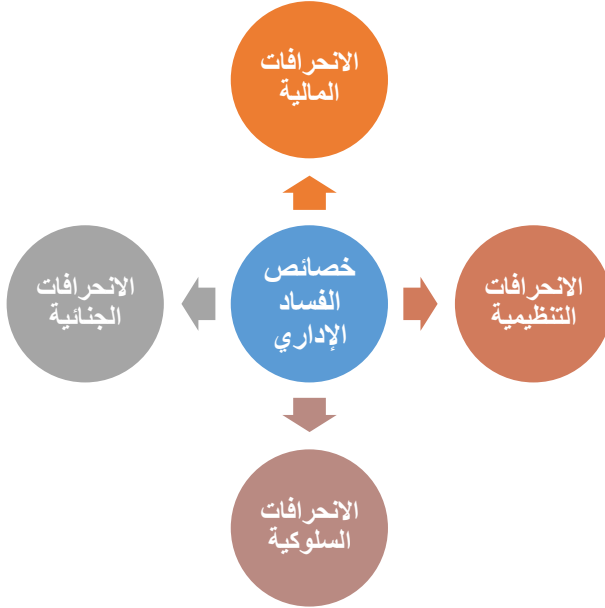 الانحرافات
المالية
خصائص
الفساد
الإداري
الانحرافات
التنظيمية
الانحرافات
الجنائية
الانحرافات
السلوكية